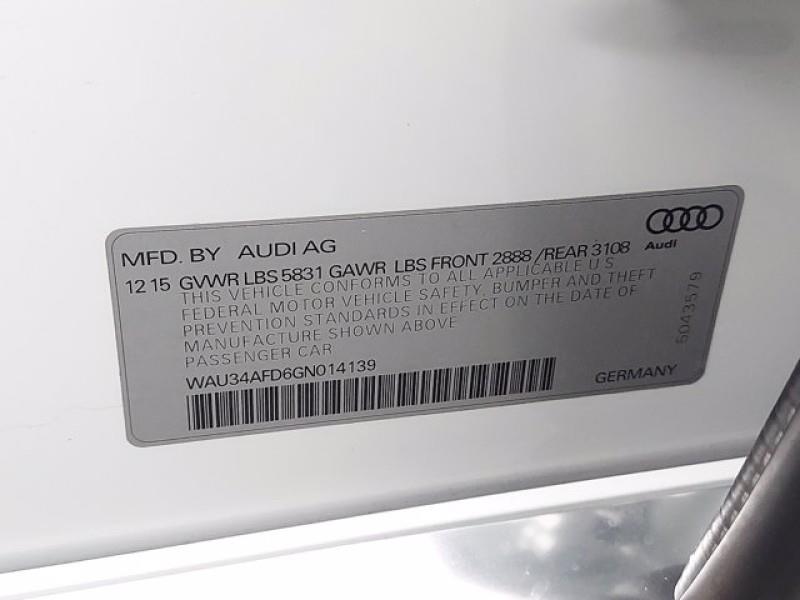 MFD. BY AUDI AG
Audi
12 15 GVWR LBS 5831 GAWR LBS FRONT 2888 /REAR 3108
THIS VEHICLE CONFORMS TO ALL APPLICABLE U S
FEDERAL MOTOR VEHICLE SAFETY, BUMPER AND THEFT
PREVENTION STANDARDS IN EFFECT ON THE DATE OF
MANUFACTURE SHOWN ABOVE
PASSENGER CAR
5043579
WAU34AFD6GN014139
GERMANY